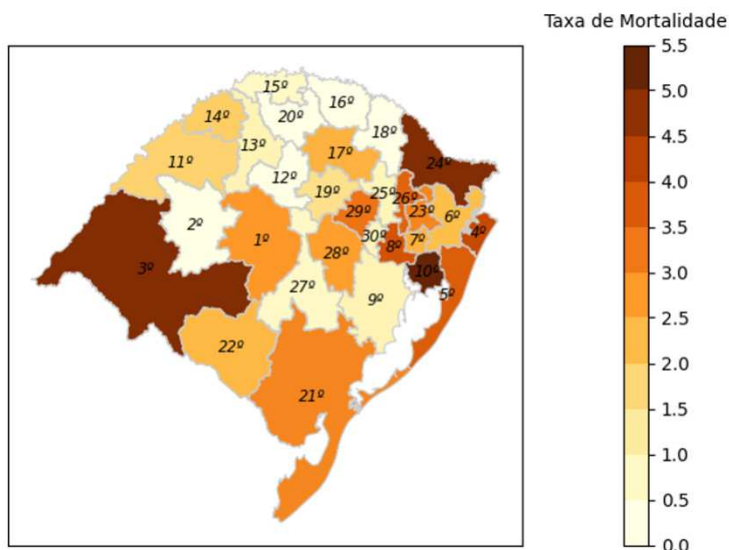 Taxa de Mortalidade
5.5
5.0
4.5
4.0
3.5
3.0
2.5
2.0
1.5
1.0
0.5
0.0
15º
16º
14º
20º
18º
13º
17º
11º
24º
12º
19º
25º
26º
29º
23º
6º
2º
4º
1º
30º
8º
7º
28º
3º
10º
27º
5º
9º
22º
21º